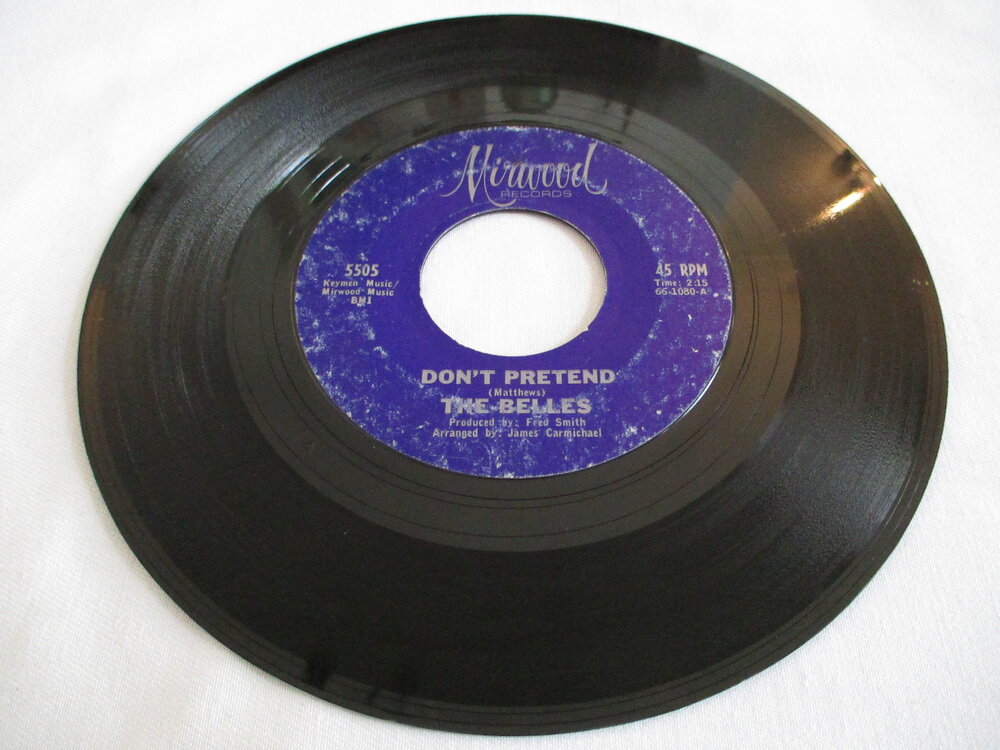 Mirwood
RECORDS
5505
Keymen Music/
Mirwood Music
BMI
45 RPM
Time: 2:15
66-1080-A
DON'T PRETEND
(Matthews)
THE BELLES
Produced by: Fred Smith
Arranged by: James Carmichael